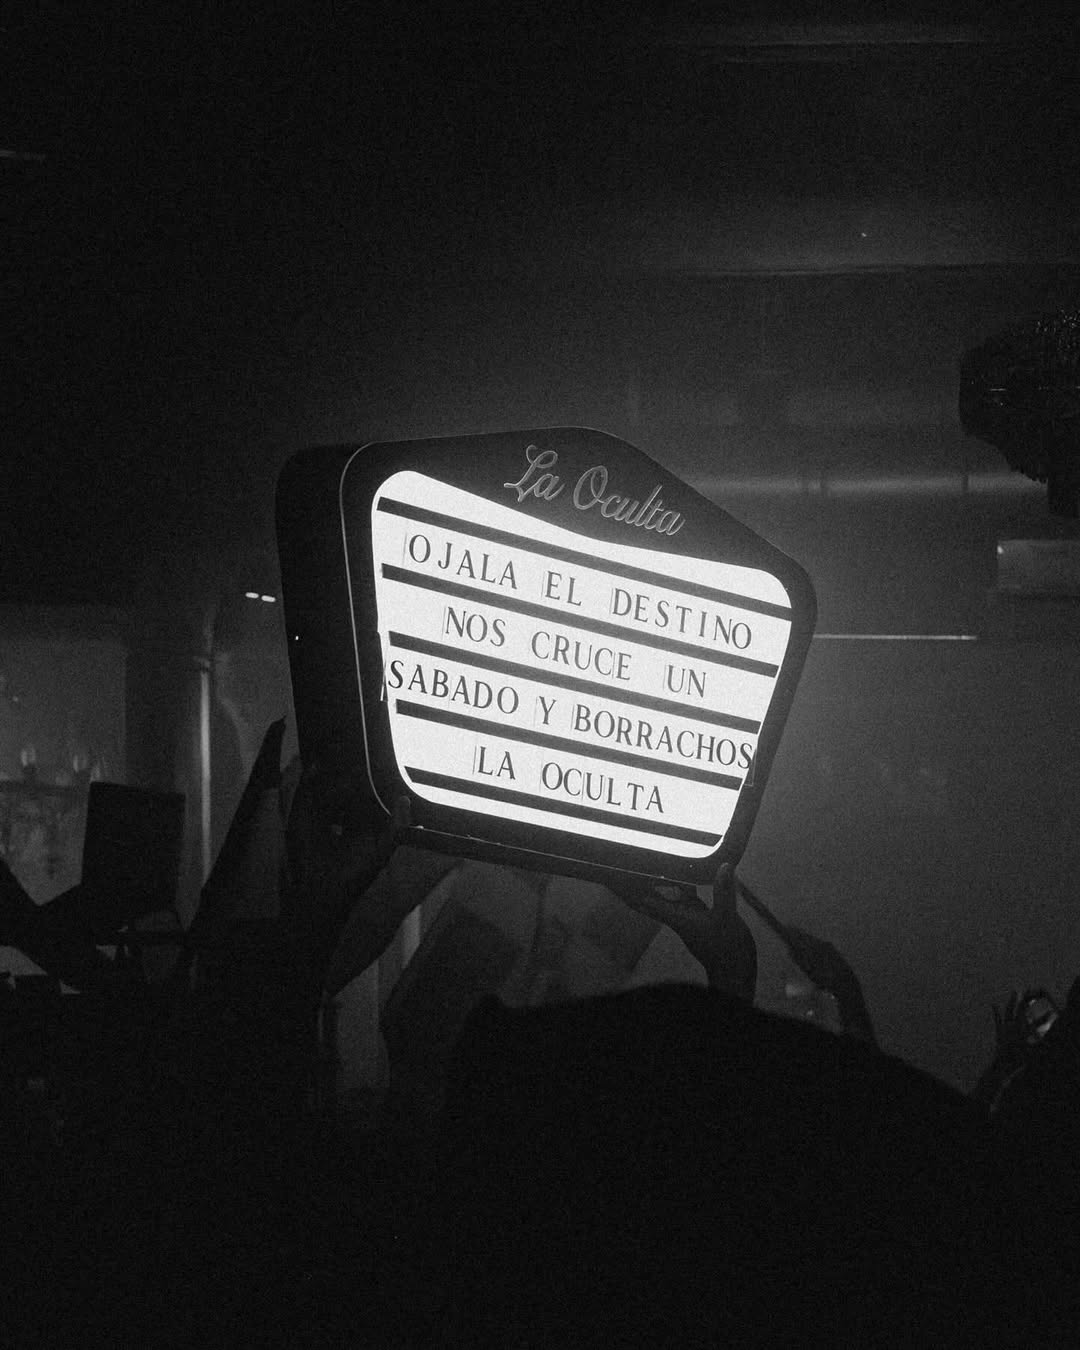 La Oculta
OJALA EL DESTINO
NOS CRUCE UN
SABADO Y BORRACHOS
LA OCULTA